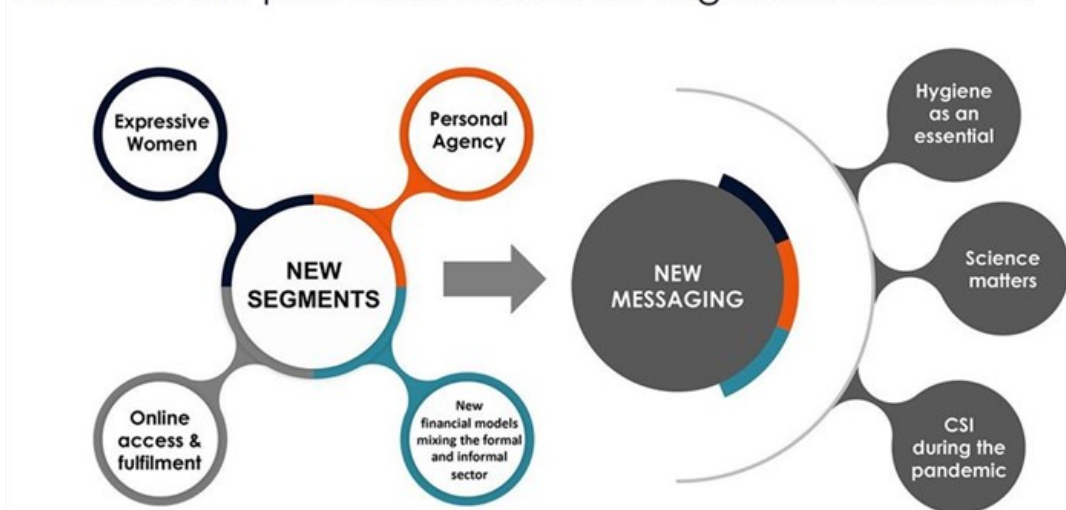 Expressive
Women
Personal
Agency
NEW
SEGMENTS
Online
access &
fulfilment
New
financial models
mixing the formal
and informal
sector
NEW
MESSAGING
Hygiene
as an
essential
Science
matters
CSI
during the
pandemic